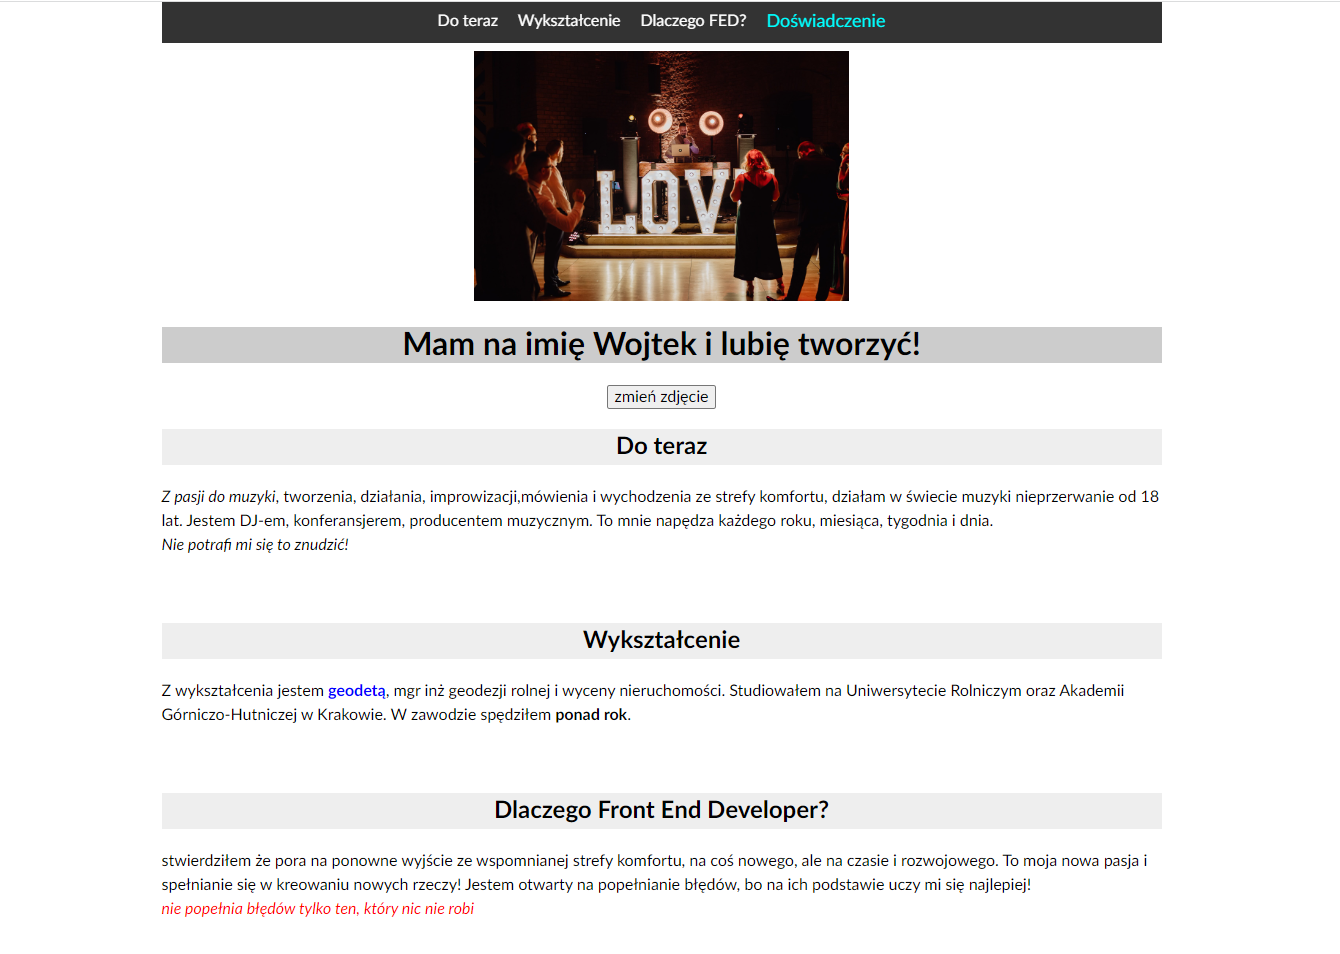 Do teraz Wykształcenie Dlaczego FED? Doświadczenie
LOV
Mam na imię Wojtek i lubię tworzyć!
zmień zdjęcie
Do teraz
Z pasji do muzyki, tworzenia, działania, improwizacji,mówienia i wychodzenia ze strefy komfortu, działam w świecie muzyki nieprzerwanie od 18
lat. Jestem DJ-em, konferansjerem, producentem muzycznym. To mnie napędza każdego roku, miesiąca, tygodnia i dnia.
Nie potrafi mi się to znudzić!
Wykształcenie
Z wykształcenia jestem geodetą, mgr inż geodezji rolnej i wyceny nieruchomości. Studiowałem na Uniwersytecie Rolniczym oraz Akademii
Górniczo-Hutniczej w Krakowie. W zawodzie spędziłem ponad rok.
Dlaczego Front End Developer?
stwierdziłem że pora na ponowne wyjście ze wspomnianej strefy komfortu, na coś nowego, ale na czasie i rozwojowego. To moja nowa pasja i
spełnianie się w kreowaniu nowych rzeczy! Jestem otwarty na popełnianie błędów, bo na ich podstawie uczy mi się najlepiej!
nie popełnia błędów tylko ten, który nic nie robi